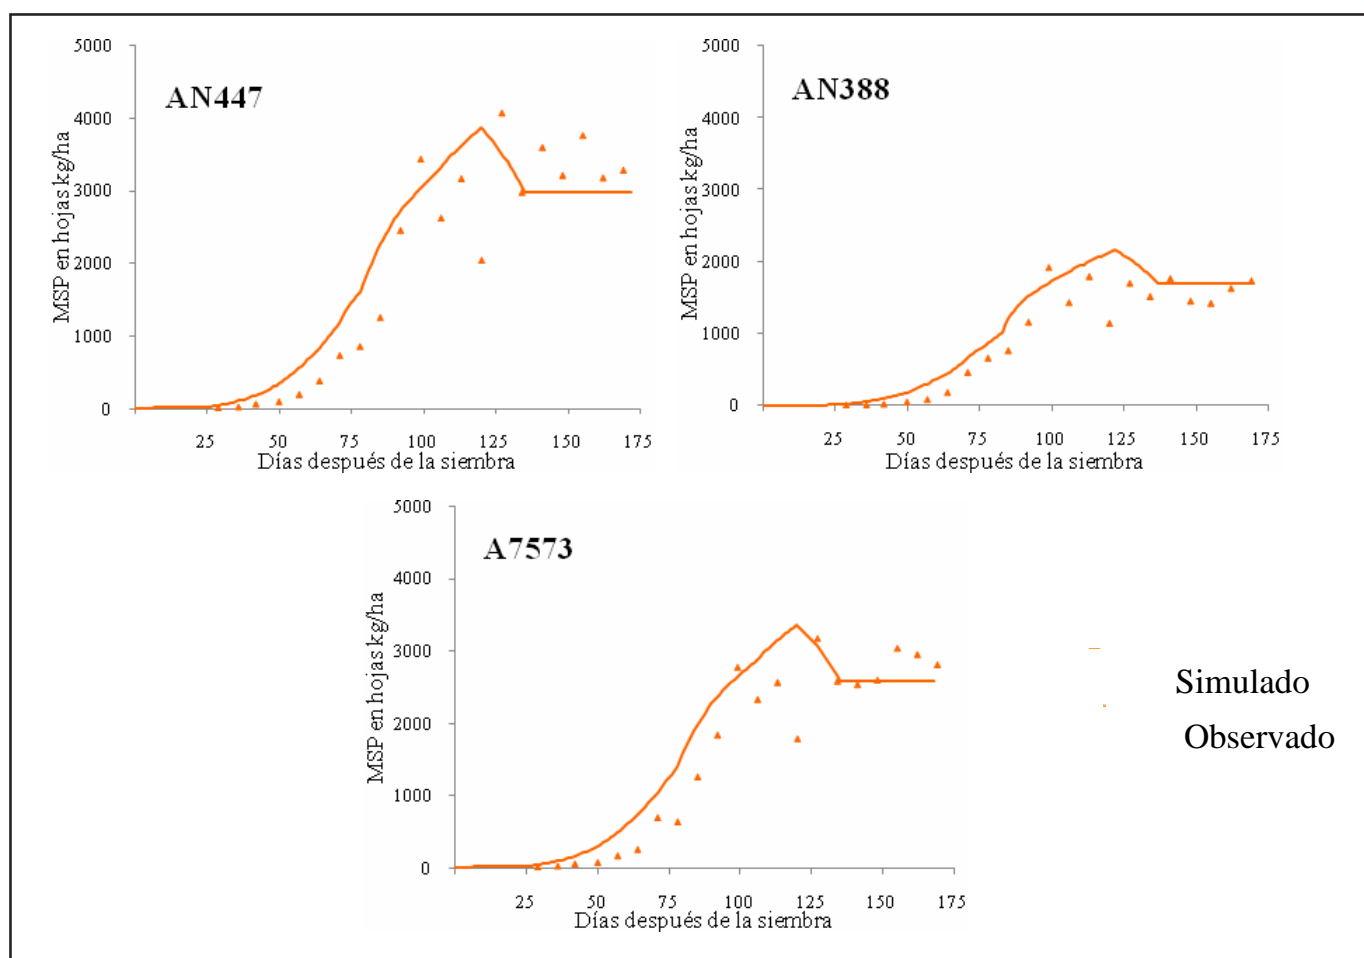 AN447
MSP en hojas kg/ha
5000
4000
3000
2000
1000
0
25 50 75 100 125 150 175
Días después de la siembra
AN388
MSP en hojas kg/ha
5000
4000
3000
2000
1000
0
25 50 75 100 125 150 175
Días después de la siembra
A7573
MSP en hojas kg/ha
5000
4000
3000
2000
1000
0
25 50 75 100 125 150 175
Días después de la siembra
Simulado
Observado